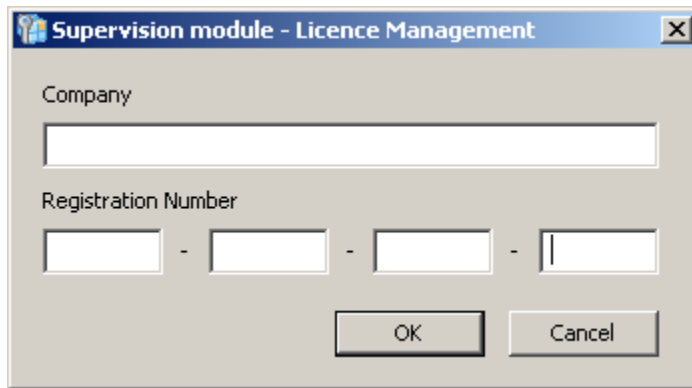 Supervision module - Licence Management
Company
Registration Number
- - -
OK Cancel